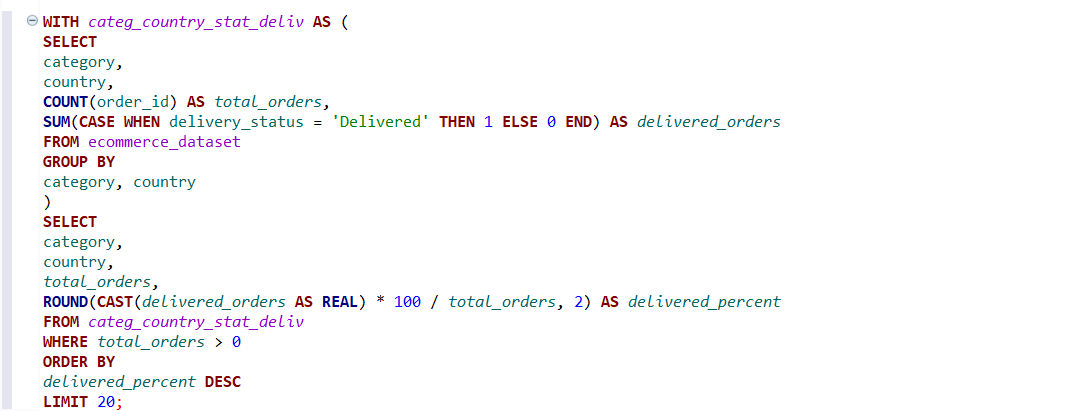 WITH categ_country_stat_deliv AS (
SELECT
category,
country,
COUNT(order_id) AS total_orders,
SUM(CASE WHEN delivery_status = 'Delivered' THEN 1 ELSE 0 END) AS delivered_orders
FROM ecommerce_dataset
GROUP BY
category, country
)
SELECT
category,
country,
total_orders,
ROUND(CAST(delivered_orders AS REAL) * 100 / total_orders, 2) AS delivered_percent
FROM categ_country_stat_deliv
WHERE total_orders > 0
ORDER BY
delivered_percent DESC
LIMIT 20;